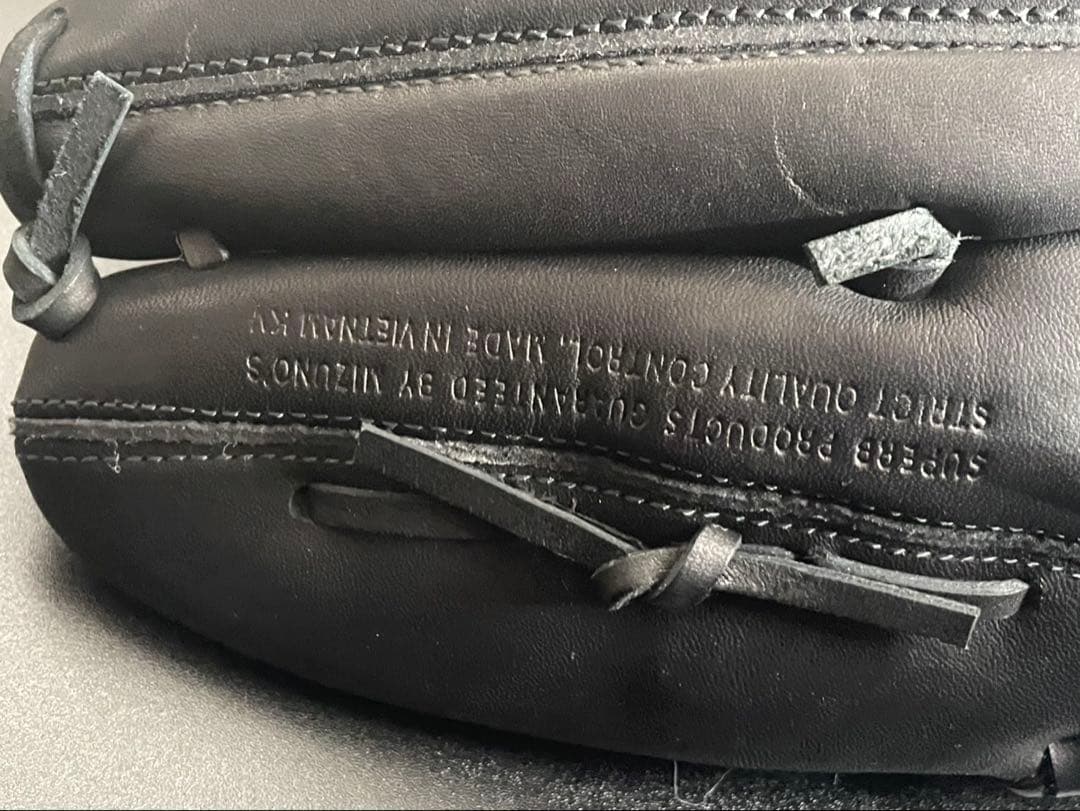 SUPERB PRODUCTS GUARANTEED BY MIZUNO'S
STRICT QUALITY CONTROL, MADE IN VIETNAM KV